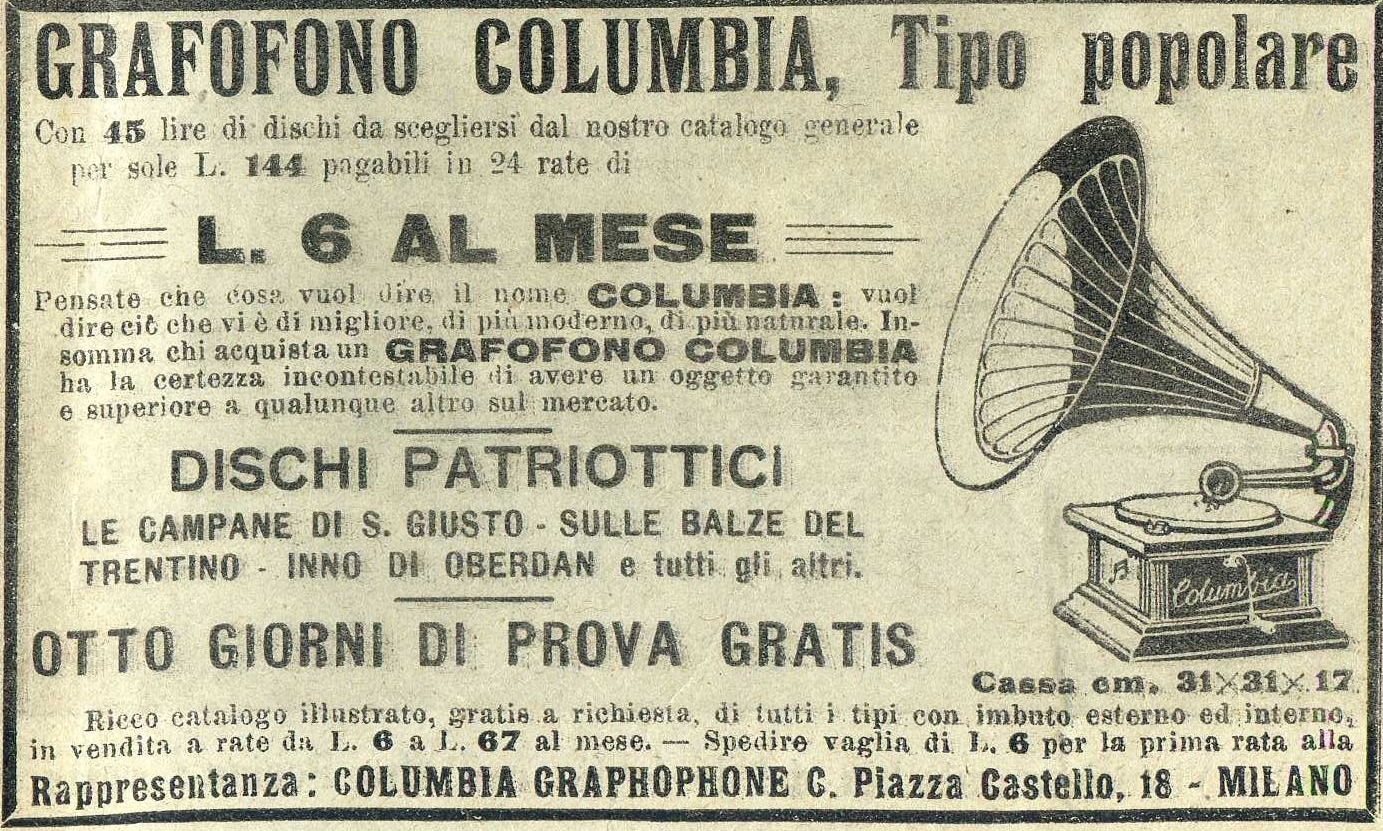 GRAFOFONO COLUMBIA, Tipo popolare
Con 45 lire di dischi da scegliersi dal nostro catalogo generale
per sole L. 144 pagabili in 24 rate di
L. 6 AL MESE
Pensate che cosa vuol dire il nome COLUMBIA: vuol
dire ciò che vi è di migliore, di più moderno, di più naturale. In-
somma chi acquista un GRAFOFONO COLUMBIA
ha la certezza incontestabile di avere un oggetto garantito
e superiore a qualunque altro sul mercato.
DISCHI PATRIOTTICI
LE CAMPANE DI S. GIUSTO - SULLE BALZE DEL
TRENTINO - INNO DI OBERDAN e tutti gli altri.
OTTO GIORNI DI PROVA GRATIS
Columbia
Cassa cm. 31×31×17.
Ricco catalogo illustrato, gratis a richiesta, di tutti i tipi con imbuto esterno ed interno,
in vendita a rate da L. 6 a L. 67 al mese. — Spedire vaglia di L. 6 per la prima rata alla
Rappresentanza: COLUMBIA GRAPHOPHONE C. Piazza Castello, 18 - MILANO